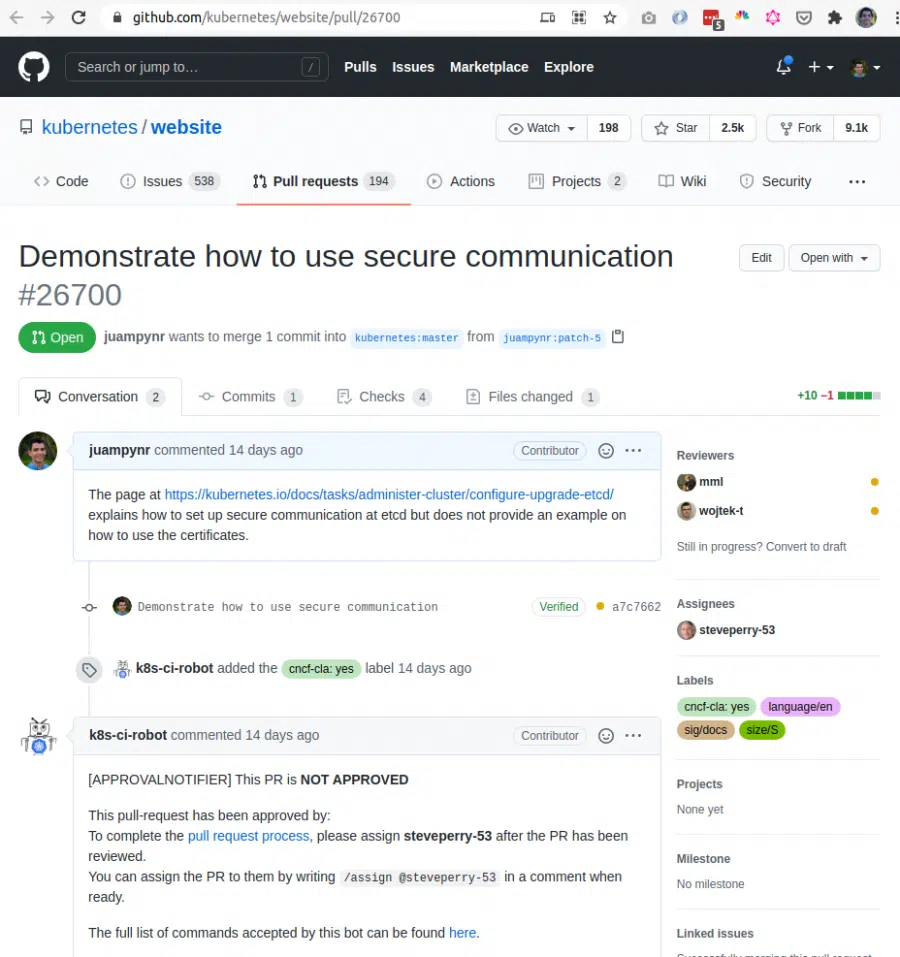 github.com/kubernetes/website/pull/26700
5
Search or jump to… /
Pulls Issues Marketplace Explore
kubernetes / website
Watch 198 Star 2.5k Fork 9.1k
Code Issues 538 Pull requests 194 Actions Projects 2 Wiki Security
Demonstrate how to use secure communication
#26700
Edit Open with
Open juampynr wants to merge 1 commit into kubernetes:master from juampynr:patch-5
Conversation 2 Commits 1 Checks 4 Files changed 1 +10 −1
juampynr commented 14 days ago Contributor
The page at https://kubernetes.io/docs/tasks/administer-cluster/configure-upgrade-etcd/
explains how to set up secure communication at etcd but does not provide an example on
how to use the certificates.
Demonstrate how to use secure communication Verified a7c7662
k8s-ci-robot added the cncf-cla: yes label 14 days ago
k8s-ci-robot commented 14 days ago Contributor
[APPROVALNOTIFIER] This PR is NOT APPROVED
This pull-request has been approved by:
To complete the pull request process, please assign steveperry-53 after the PR has been
reviewed.
You can assign the PR to them by writing /assign @steveperry-53 in a comment when
ready.
The full list of commands accepted by this bot can be found here.
Reviewers
mml
wojtek-t
Still in progress? Convert to draft
Assignees
steveperry-53
Labels
cncf-cla: yes language/en
sig/docs size/S
Projects
None yet
Milestone
No milestone
Linked issues
Successfully merging this pull request